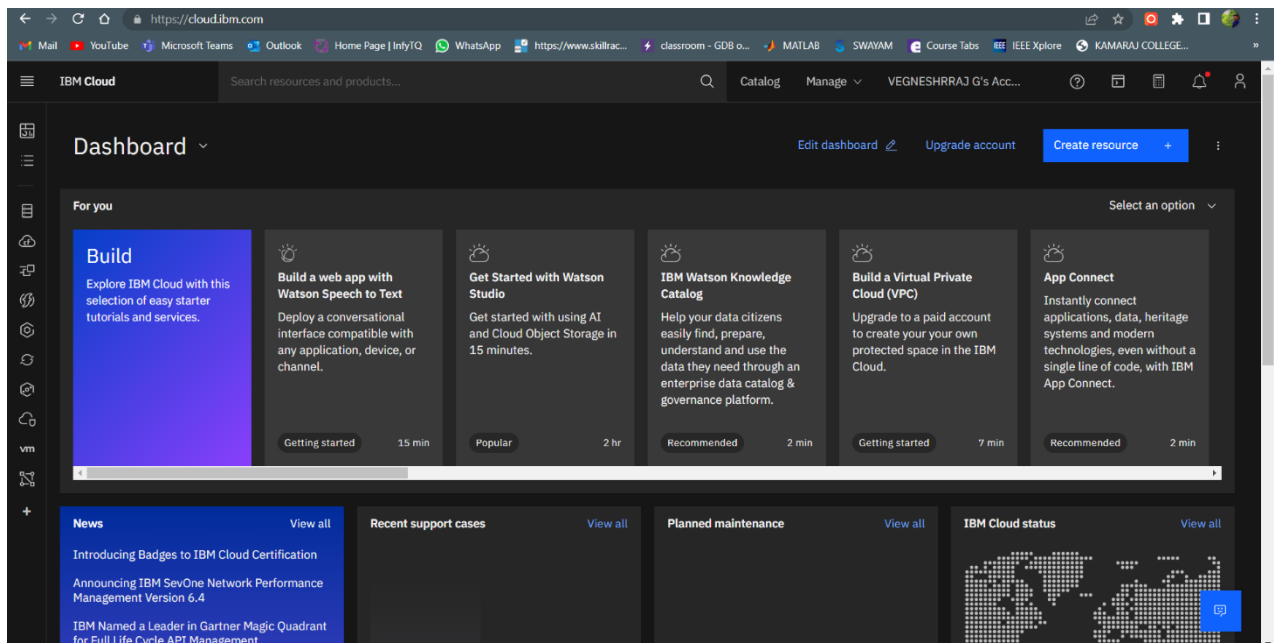 https://cloud.ibm.com
Mail YouTube Microsoft Teams Outlook Home Page | InfyTQ WhatsApp https://www.skillrac... classroom - GDB o... MATLAB SWAYAM Course Tabs IEEE Xplore KAMARAJ COLLEGE... »
IBM Cloud Search resources and products... Catalog Manage VEGNESHRRAJ G's Acc...
Dashboard Edit dashboard Upgrade account Create resource +
For you Select an option
Build
Explore IBM Cloud with this
selection of easy starter
tutorials and services.
Build a web app with
Watson Speech to Text
Deploy a conversational
interface compatible with
any application, device, or
channel.
Getting started 15 min
Get Started with Watson
Studio
Get started with using AI
and Cloud Object Storage in
15 minutes.
Popular 2 hr
IBM Watson Knowledge
Catalog
Help your data citizens
easily find, prepare,
understand and use the
data they need through an
enterprise data catalog &
governance platform.
Recommended 2 min
Build a Virtual Private
Cloud (VPC)
Upgrade to a paid account
to create your your own
protected space in the IBM
Cloud.
Getting started 7 min
App Connect
Instantly connect
applications, data, heritage
systems and modern
technologies, even without a
single line of code, with IBM
App Connect.
Recommended 2 min
vm
+
News View all
Introducing Badges to IBM Cloud Certification
Announcing IBM SevOne Network Performance
Management Version 6.4
IBM Named a Leader in Gartner Magic Quadrant
for Full Life Cycle API Management
Recent support cases View all
Planned maintenance View all
IBM Cloud status View all